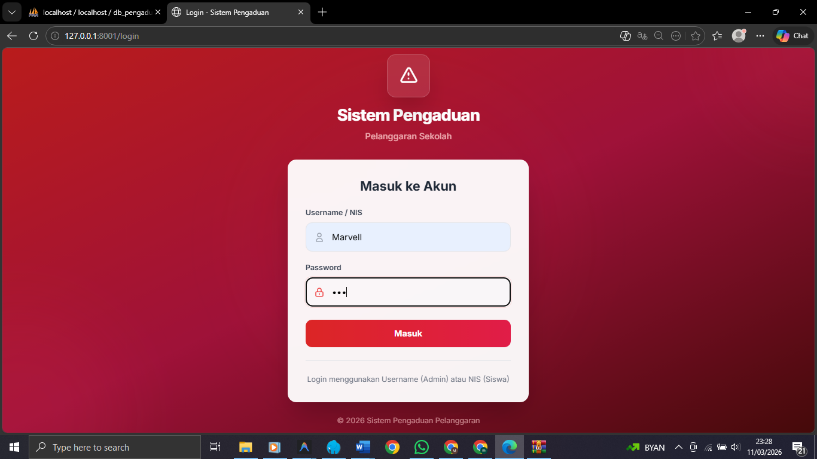 localhost / localhost / db_pengadu
Login - Sistem Pengaduan
127.0.0.1:8001/login
Chat
Sistem Pengaduan
Pelanggaran Sekolah
Masuk ke Akun
Username / NIS
Marvell
Password
Masuk
Login menggunakan Username (Admin) atau NIS (Siswa)
© 2026 Sistem Pengaduan Pelanggaran
Type here to search
BYAN
23:28
11/03/2026
21